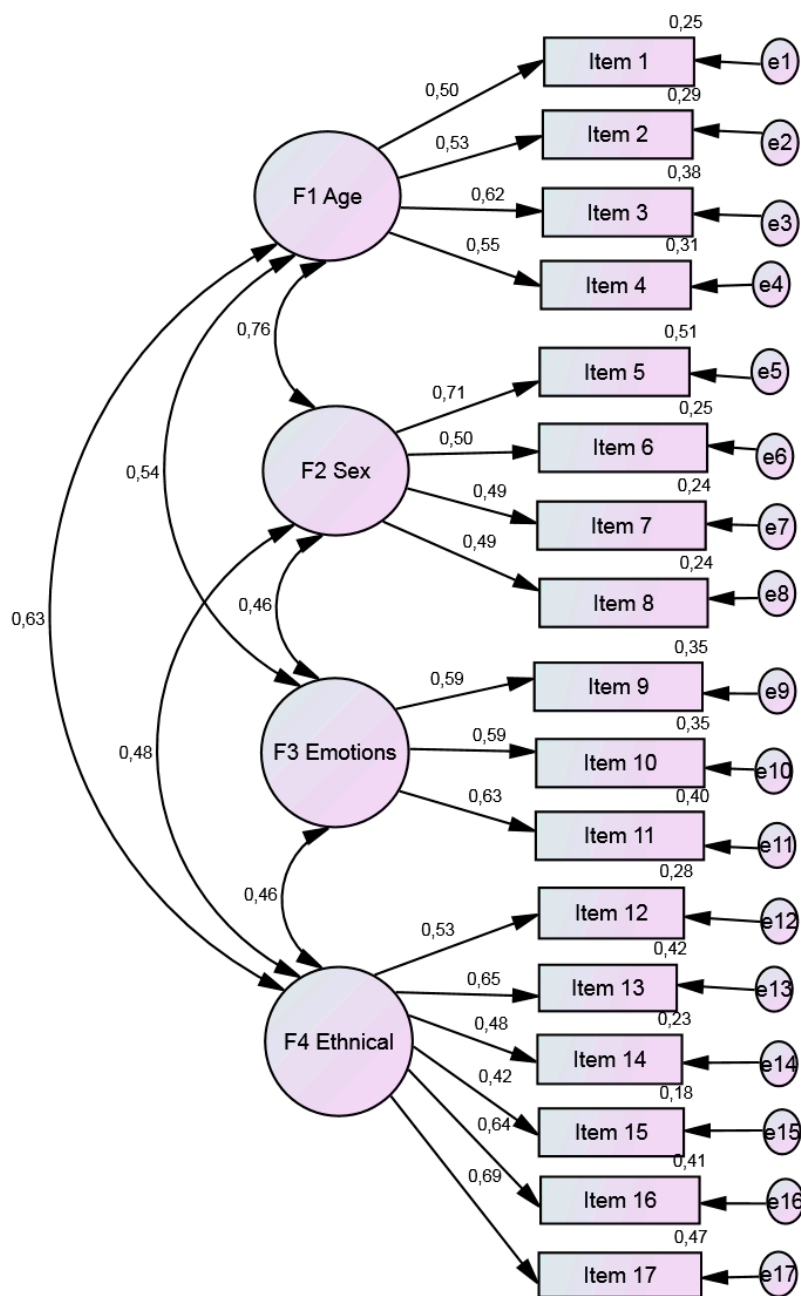 0,25
Item 1
e1
0,50
0,29
Item 2
e2
0,53
F1 Age
0,38
Item 3
e3
0,62
0,31
Item 4
e4
0,55
0,76
0,51
Item 5
e5
0,71
0,25
Item 6
e6
0,50
F2 Sex
0,54
0,24
Item 7
e7
0,49
0,24
Item 8
e8
0,49
0,46
0,63
0,35
Item 9
e9
0,59
0,35
Item 10
e10
0,59
F3 Emotions
0,48
0,40
Item 11
e11
0,63
0,46
0,28
Item 12
e12
0,53
0,42
Item 13
e13
0,65
0,23
Item 14
e14
0,48
F4 Ethnical
0,18
Item 15
e15
0,42
0,41
Item 16
e16
0,64
0,47
Item 17
e17
0,69